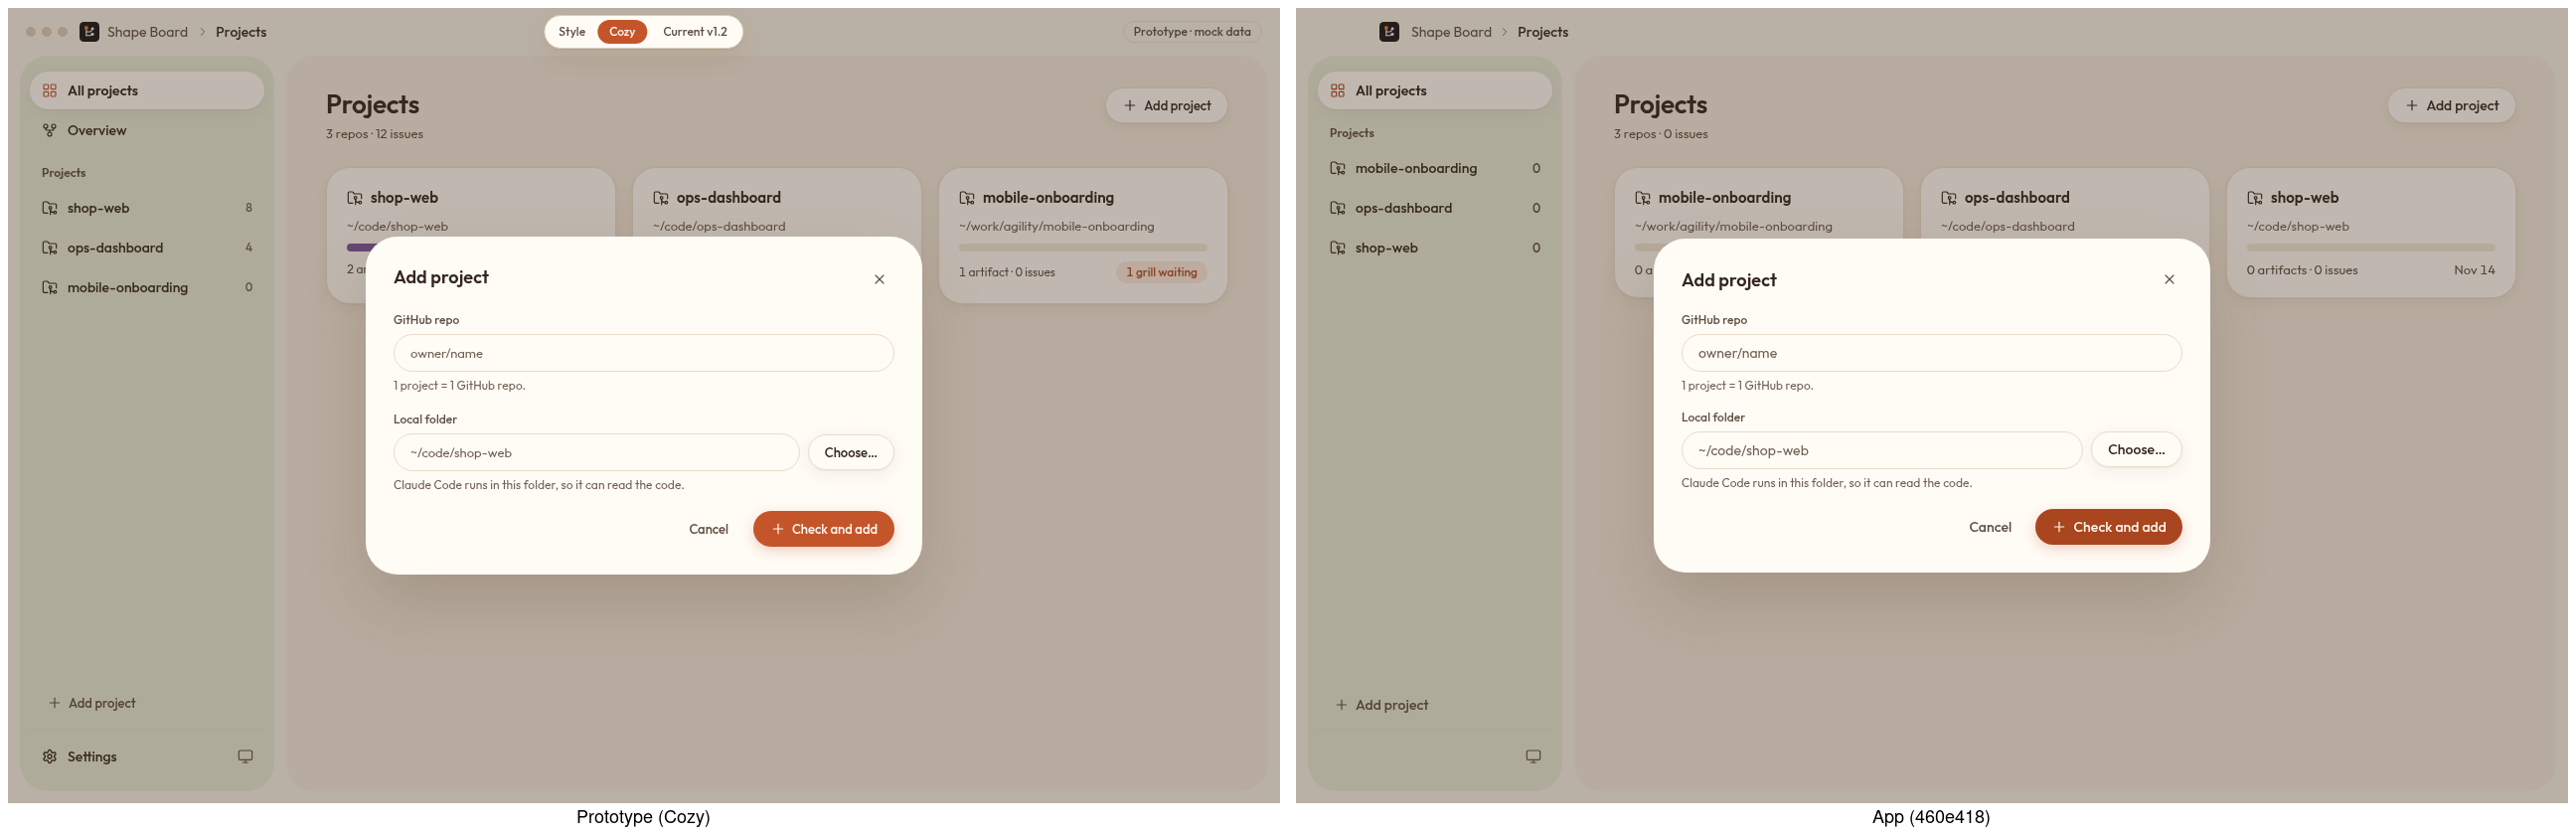 Shape Board > Projects
Style Cozy Current v1.2
Prototype · mock data
All projects
Overview
Projects
shop-web 8
ops-dashboard 4
mobile-onboarding 0
Add project
Settings
Projects
3 repos · 12 issues
Add project
shop-web
~/code/shop-web
2 ar
ops-dashboard
~/code/ops-dashboard
mobile-onboarding
~/work/agility/mobile-onboarding
1 artifact · 0 issues
1 grill waiting
Add project
GitHub repo
owner/name
1 project = 1 GitHub repo.
Local folder
~/code/shop-web
Choose...
Claude Code runs in this folder, so it can read the code.
Cancel
Check and add
Prototype (Cozy)
Shape Board > Projects
All projects
Projects
mobile-onboarding 0
ops-dashboard 0
shop-web 0
Add project
Projects
3 repos · 0 issues
Add project
mobile-onboarding
~/work/agility/mobile-onboarding
0 a
ops-dashboard
~/code/ops-dashboard
shop-web
~/code/shop-web
0 artifacts · 0 issues
Nov 14
Add project
GitHub repo
owner/name
1 project = 1 GitHub repo.
Local folder
~/code/shop-web
Choose...
Claude Code runs in this folder, so it can read the code.
Cancel
Check and add
App (460e418)